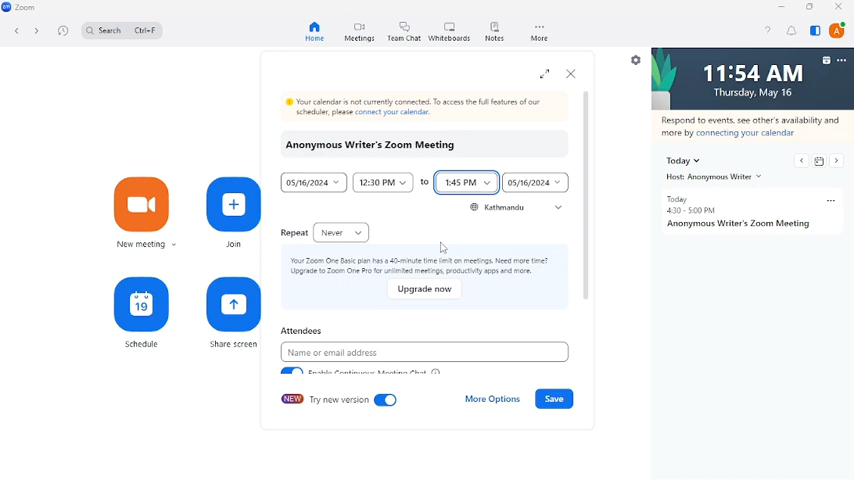 Zoom
Search Ctrl+F
Home
Meetings
Team Chat
Whiteboards
Notes
More
A
Your calendar is not currently connected. To access the full features of our
scheduler, please connect your calendar.
Anonymous Writer's Zoom Meeting
05/16/2024 12:30 PM to 1:45 PM 05/16/2024
Kathmandu
Repeat Never
Your Zoom One Basic plan has a 40-minute time limit on meetings. Need more time?
Upgrade to Zoom One Pro for unlimited meetings, productivity apps and more.
Upgrade now
Attendees
Name or email address
Enable Continuous Meeting Chat
NEW Try new version
More Options
Save
New meeting
Join
19
Schedule
Share screen
11:54 AM
Thursday, May 16
Respond to events, see other's availability and
more by connecting your calendar
Today
Host: Anonymous Writer
Today
4:30 - 5:00 PM
Anonymous Writer's Zoom Meeting